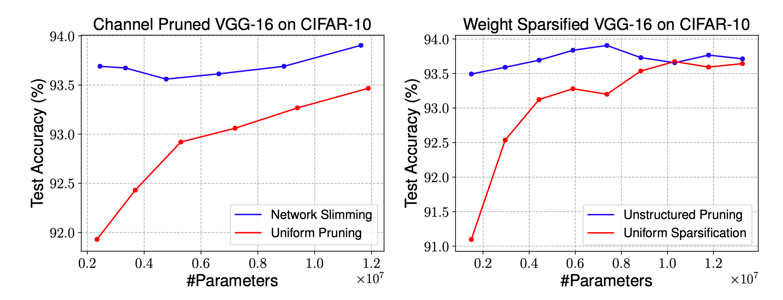 Channel Pruned VGG-16 on CIFAR-10
94.0
93.5
93.0
92.5
92.0
Test Accuracy (%)
Network Slimming
Uniform Pruning
0.2 0.4 0.6 0.8 1.0 1.2
×10⁷
#Parameters
Weight Sparsified VGG-16 on CIFAR-10
94.0
93.5
93.0
92.5
92.0
91.5
91.0
Test Accuracy (%)
Unstructured Pruning
Uniform Sparsification
0.2 0.4 0.6 0.8 1.0 1.2
×10⁷
#Parameters